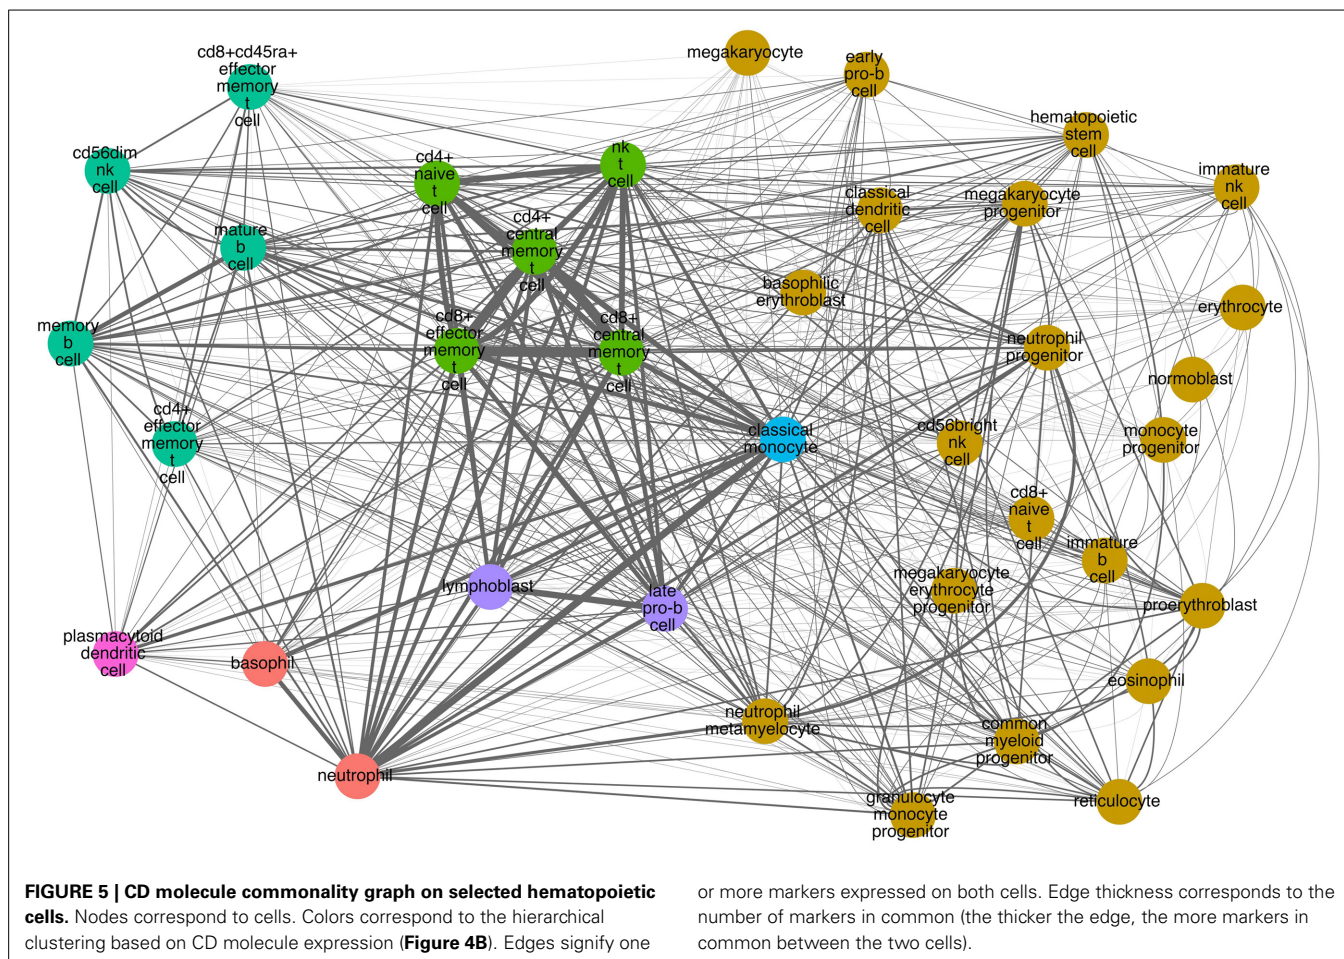 cd8+cd45ra+
effector
memory
t
cell
megakaryocyte
early
pro-b
cell
hematopoietic
stem
cell
cd56dim
nk
cell
cd4+
naive
t
cell
nk
t
cell
immature
nk
cell
classical
dendritic
cell
megakaryocyte
progenitor
mature
b
cell
cd4+
central
memory
t
cell
basophilic
erythroblast
erythrocyte
memory
b
cell
cd8+
effector
memory
t
cell
cd8+
central
memory
t
cell
neutrophil
progenitor
normoblast
cd4+
effector
memory
t
cell
classical
monocyte
cd56bright
nk
cell
monocyte
progenitor
cd8+
naive
t
cell
immature
b
cell
lymphoblast
late
pro-b
cell
megakaryocyte
erythrocyte
progenitor
proerythroblast
plasmacytoid
dendritic
cell
basophil
eosinophil
neutrophil
metamyelocyte
common
myeloid
progenitor
neutrophil
granulocyte
monocyte
progenitor
reticulocyte
FIGURE 5 | CD molecule commonality graph on selected hematopoietic
cells. Nodes correspond to cells. Colors correspond to the hierarchical
clustering based on CD molecule expression (Figure 4B). Edges signify one
or more markers expressed on both cells. Edge thickness corresponds to the
number of markers in common (the thicker the edge, the more markers in
common between the two cells).